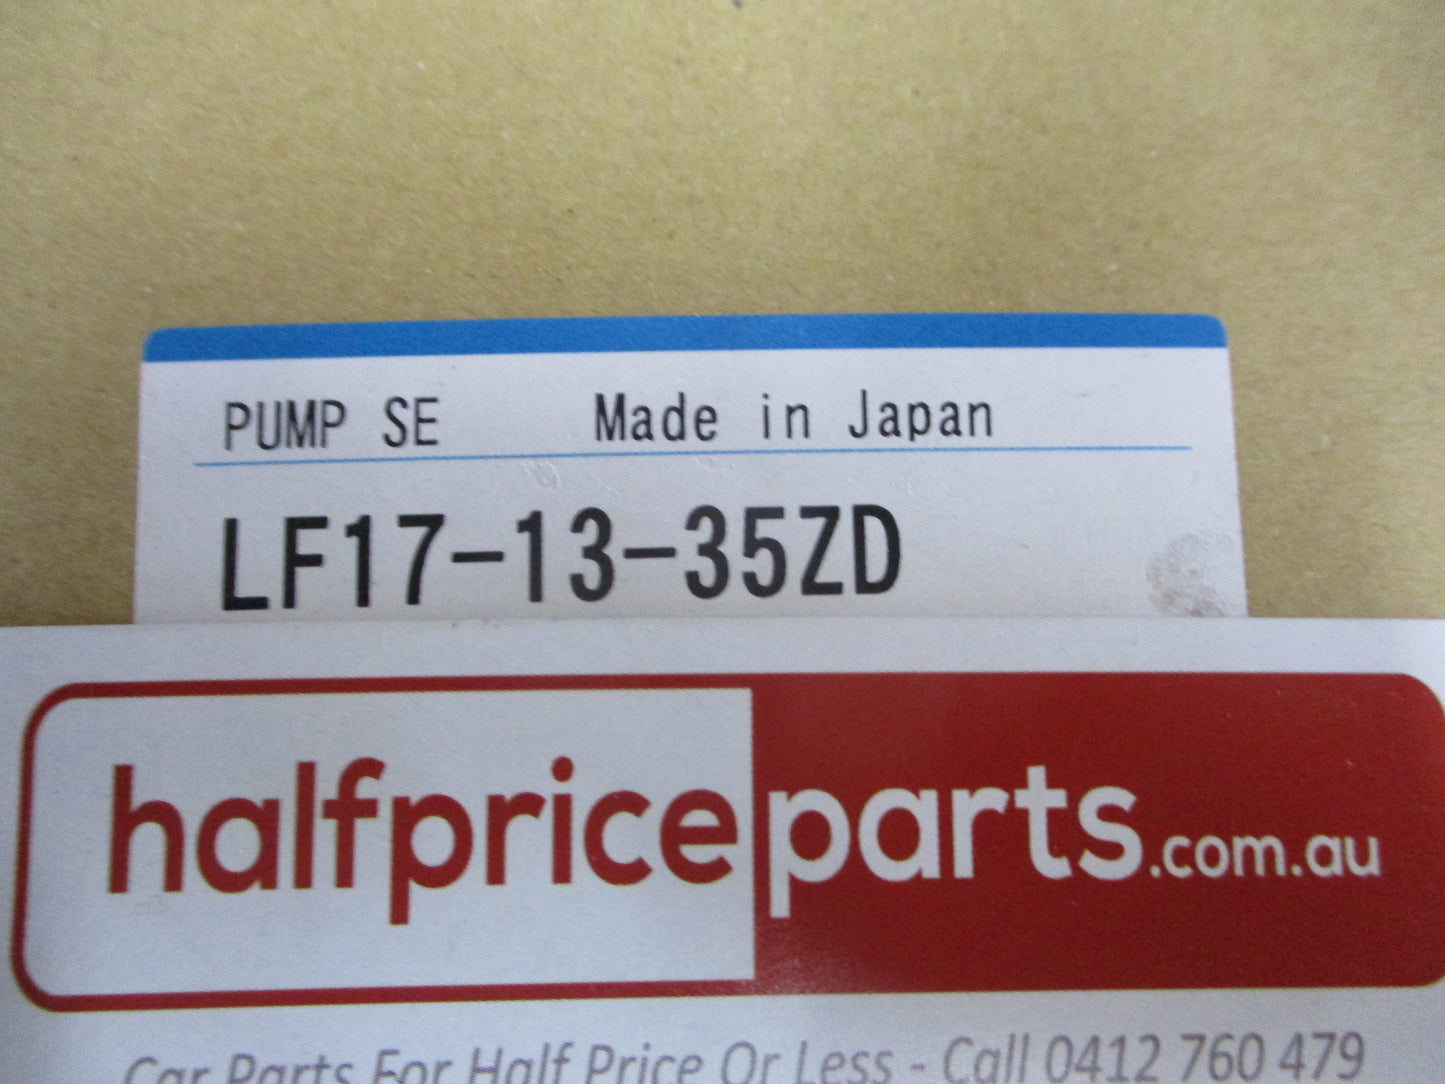 PUMP SE Made in Japan
LF17-13-35ZD
halfpriceparts.com.au
Car Parts For Half Price Or Less - Call 0412 760 479